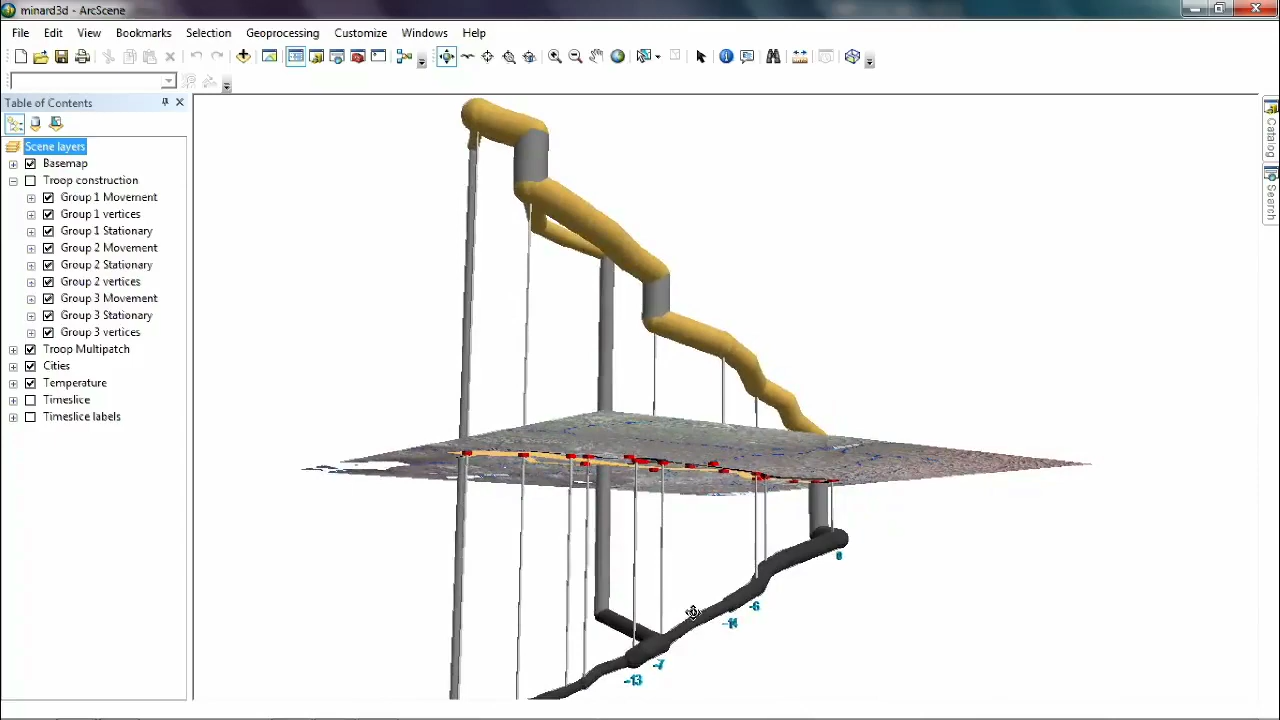 minard3d - ArcScene
File Edit View Bookmarks Selection Geoprocessing Customize Windows Help
Table of Contents
Scene layers
Basemap
Troop construction
Group 1 Movement
Group 1 vertices
Group 1 Stationary
Group 2 Movement
Group 2 Stationary
Group 2 vertices
Group 3 Movement
Group 3 Stationary
Group 3 vertices
Troop Multipatch
Cities
Temperature
Timeslice
Timeslice labels
Catalog
Search
-6
-7
-13